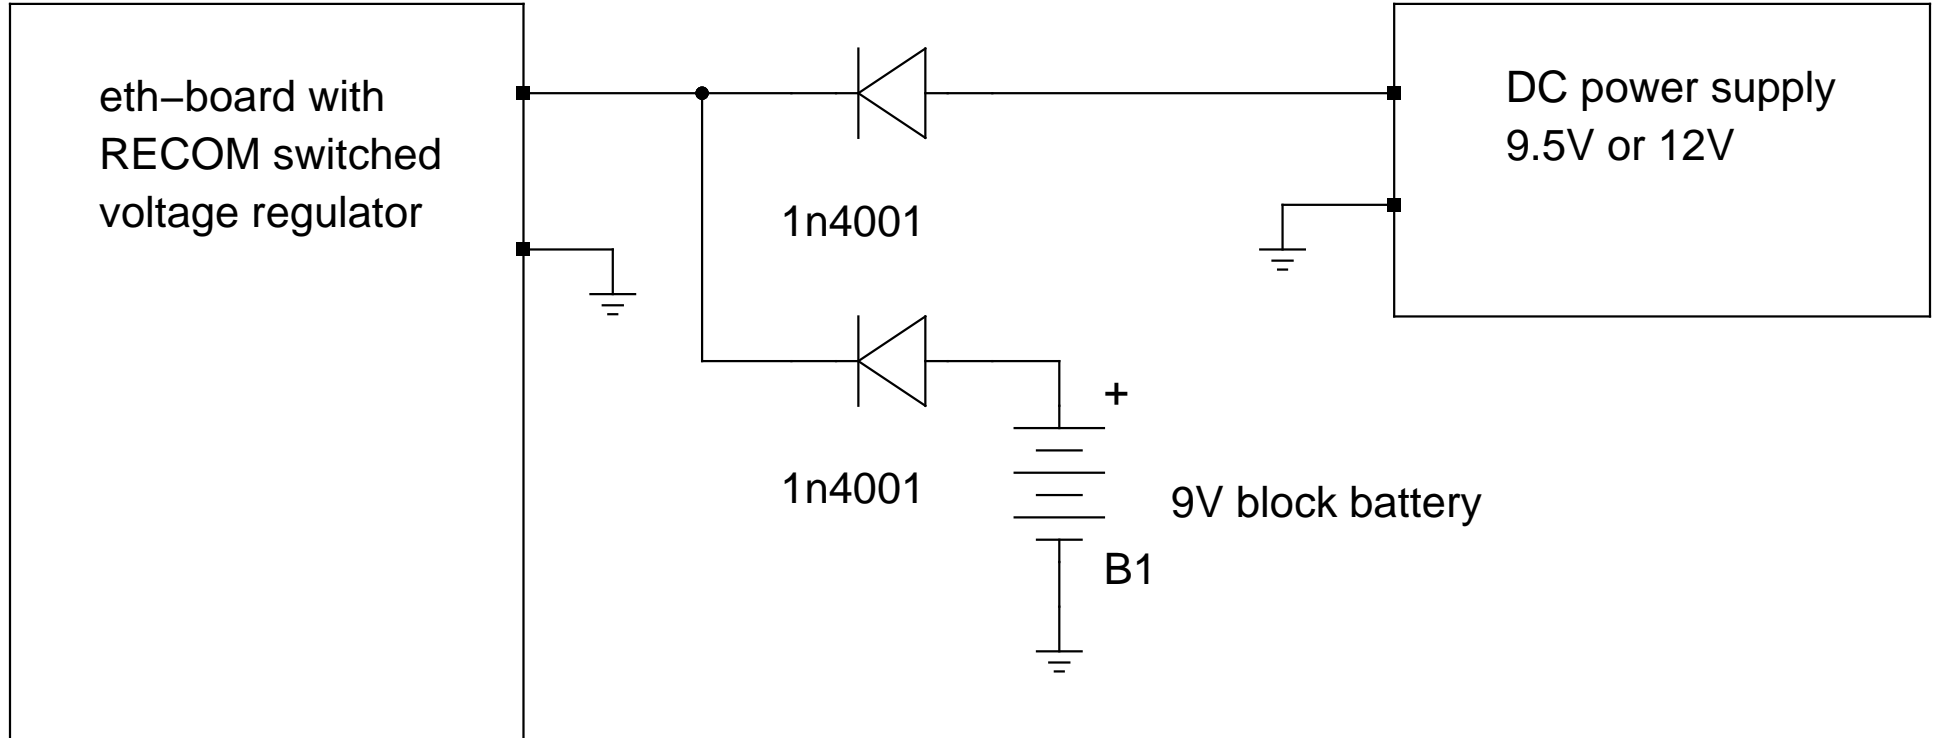 eth−board with
RECOM switched
voltage regulator
1n4001
DC power supply
9.5V or 12V
+
1n4001
9V block battery
B1